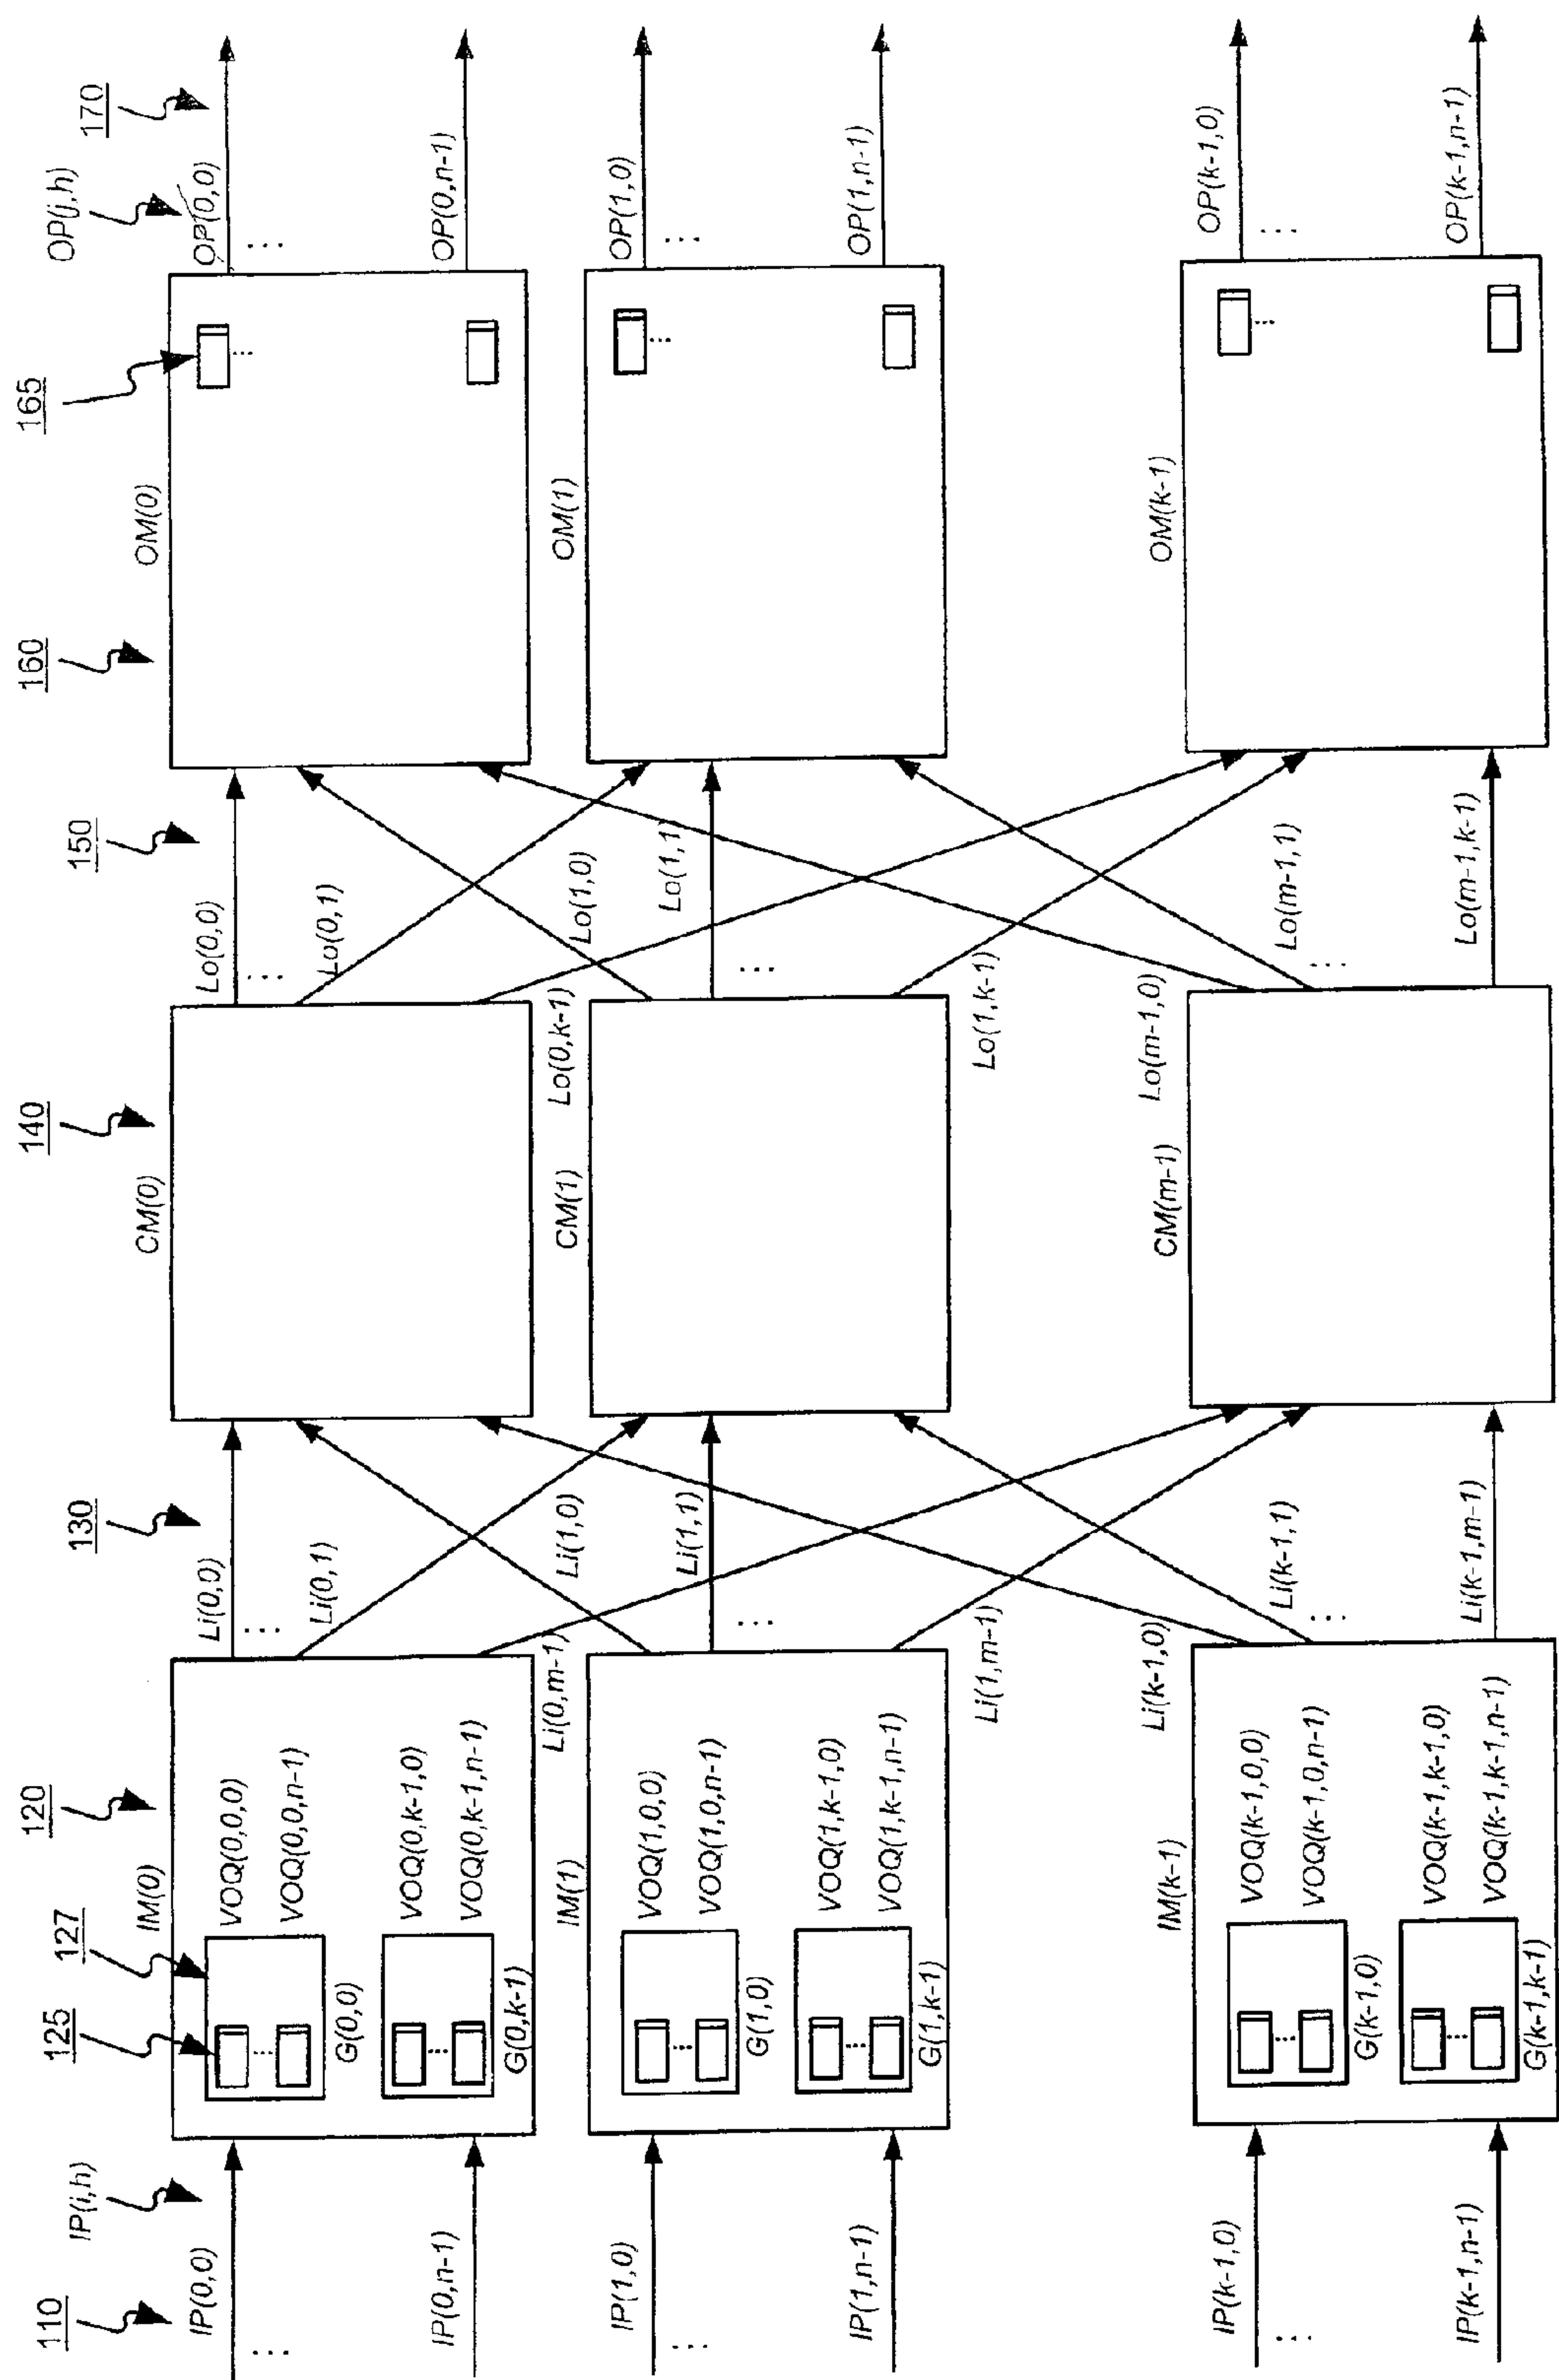 110
IP(i,h)
IP(0,0)
...
IP(0,n-1)
IP(1,0)
...
IP(1,n-1)
IP(k-1,0)
...
IP(k-1,n-1)
125
127
120
IM(0)
VOQ(0,0,0)
...
VOQ(0,0,n-1)
G(0,0)
VOQ(0,k-1,0)
...
VOQ(0,k-1,n-1)
G(0,k-1)
IM(1)
VOQ(1,0,0)
...
VOQ(1,0,n-1)
G(1,0)
VOQ(1,k-1,0)
...
VOQ(1,k-1,n-1)
G(1,k-1)
IM(k-1)
VOQ(k-1,0,0)
...
VOQ(k-1,0,n-1)
G(k-1,0)
VOQ(k-1,k-1,0)
...
VOQ(k-1,k-1,n-1)
G(k-1,k-1)
130
Li(0,0)
...
Li(0,1)
Li(0,m-1)
Li(1,0)
Li(1,1)
...
Li(1,m-1)
Li(k-1,0)
Li(k-1,1)
...
Li(k-1,m-1)
140
CM(0)
CM(1)
CM(m-1)
150
Lo(0,0)
...
Lo(0,1)
Lo(0,k-1)
Lo(1,0)
Lo(1,1)
...
Lo(1,k-1)
Lo(m-1,0)
Lo(m-1,1)
...
Lo(m-1,k-1)
160
165
OM(0)
...
OM(1)
...
OM(k-1)
...
170
OP(j,h)
OP(0,0)
...
OP(0,n-1)
OP(1,0)
...
OP(1,n-1)
OP(k-1,0)
...
OP(k-1,n-1)